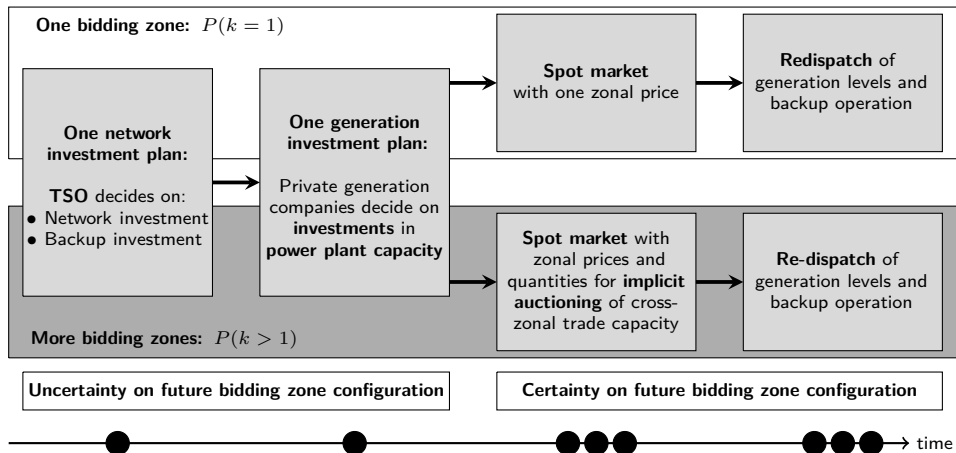 One bidding zone: P(k = 1)
One network
investment plan:
TSO decides on:
● Network investment
● Backup investment
One generation
investment plan:
Private generation
companies decide on
investments in
power plant capacity
Spot market
with one zonal price
Redispatch of
generation levels and
backup operation
Spot market with
zonal prices and
quantities for implicit
auctioning of cross-
zonal trade capacity
Re-dispatch of
generation levels and
backup operation
More bidding zones: P(k > 1)
Uncertainty on future bidding zone configuration
Certainty on future bidding zone configuration
time